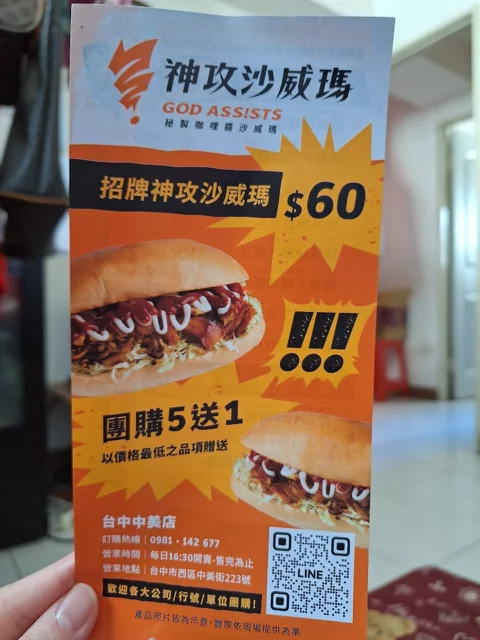 神攻沙威瑪
GOD ASS!STS
秘製咖哩醬沙威瑪
招牌神攻沙威瑪
$60
!!!
團購5送1
以價格最低之品項贈送
台中中美店
訂購熱線｜0981-142 677
營業時間｜每日16:30開賣-售完為止
營業地點｜台中市西區中美街223號
LINE
歡迎各大公司/行號/單位團購!
產品照片皆為示意,實際依現場提供為準